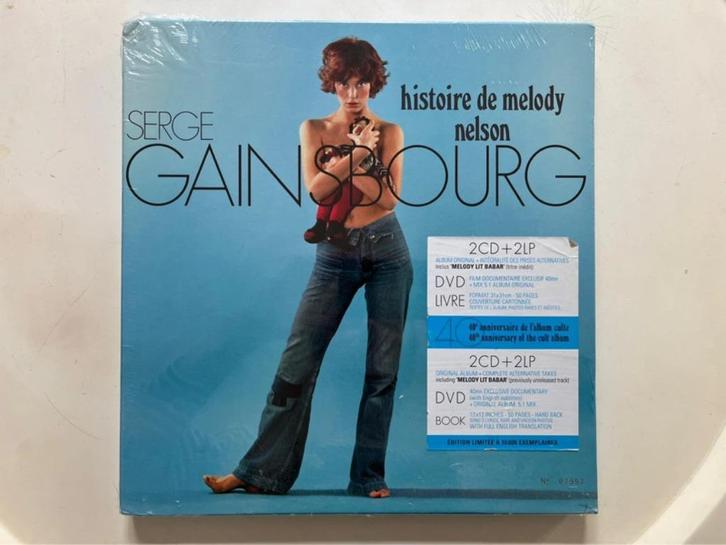 SERGE
GAINSBOURG
histoire de melody
nelson
2CD+2LP
ALBUM ORIGINAL + INTÉGRALITÉ DES PRISES ALTERNATIVES
inclus 'MELODY LIT BABAR' (titre inédit)
DVD
FILM DOCUMENTAIRE EXCLUSIF 40mn
+ MIX 5.1 ALBUM ORIGINAL
LIVRE
FORMAT 31x31cm - 50 PAGES
COUVERTURE CARTONNÉE
40
40e anniversaire de l'album culte
40th anniversary of the cult album
2CD+2LP
ORIGINAL ALBUM + COMPLETE ALTERNATIVE TAKES
including 'MELODY LIT BABAR' (previously unreleased track)
DVD
40mn EXCLUSIVE DOCUMENTARY
(with English subtitles)
+ ORIGINAL ALBUM 5.1 MIX
BOOK
12x12 INCHES - 50 PAGES - HARD BACK
WITH FULL ENGLISH TRANSLATION
ÉDITION LIMITÉE À EXEMPLAIRES
N°